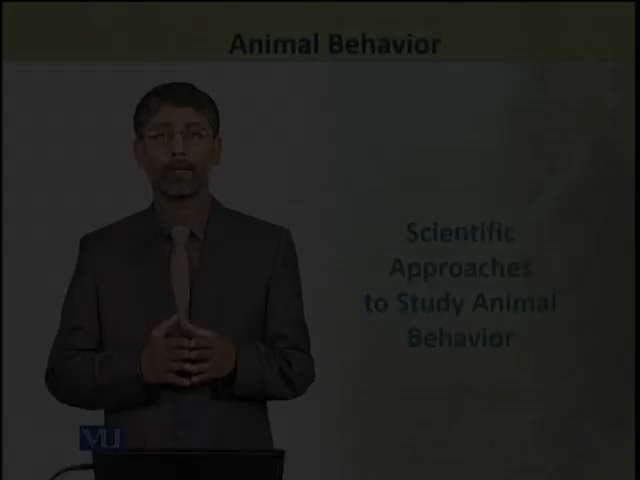 Animal Behavior
Scientific
Approaches
to Study Animal
Behavior
VU